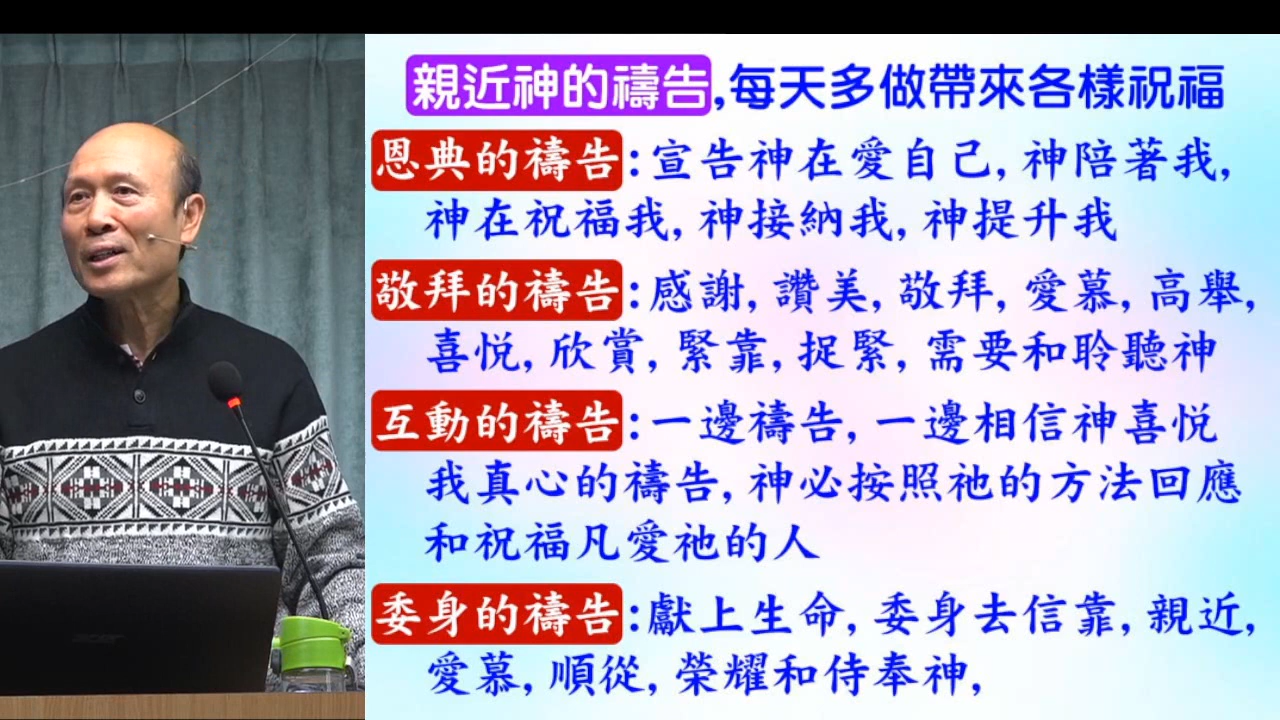 親近神的禱告,每天多做帶來各樣祝福
恩典的禱告:宣告神在愛自己,神陪著我,
神在祝福我,神接納我,神提升我
敬拜的禱告:感謝,讚美,敬拜,愛慕,高舉,
喜悅,欣賞,緊靠,捉緊,需要和聆聽神
互動的禱告:一邊禱告,一邊相信神喜悅
我真心的禱告,神必按照祂的方法回應
和祝福凡愛祂的人
委身的禱告:獻上生命,委身去信靠,親近,
愛慕,順從,榮耀和侍奉神,
acer